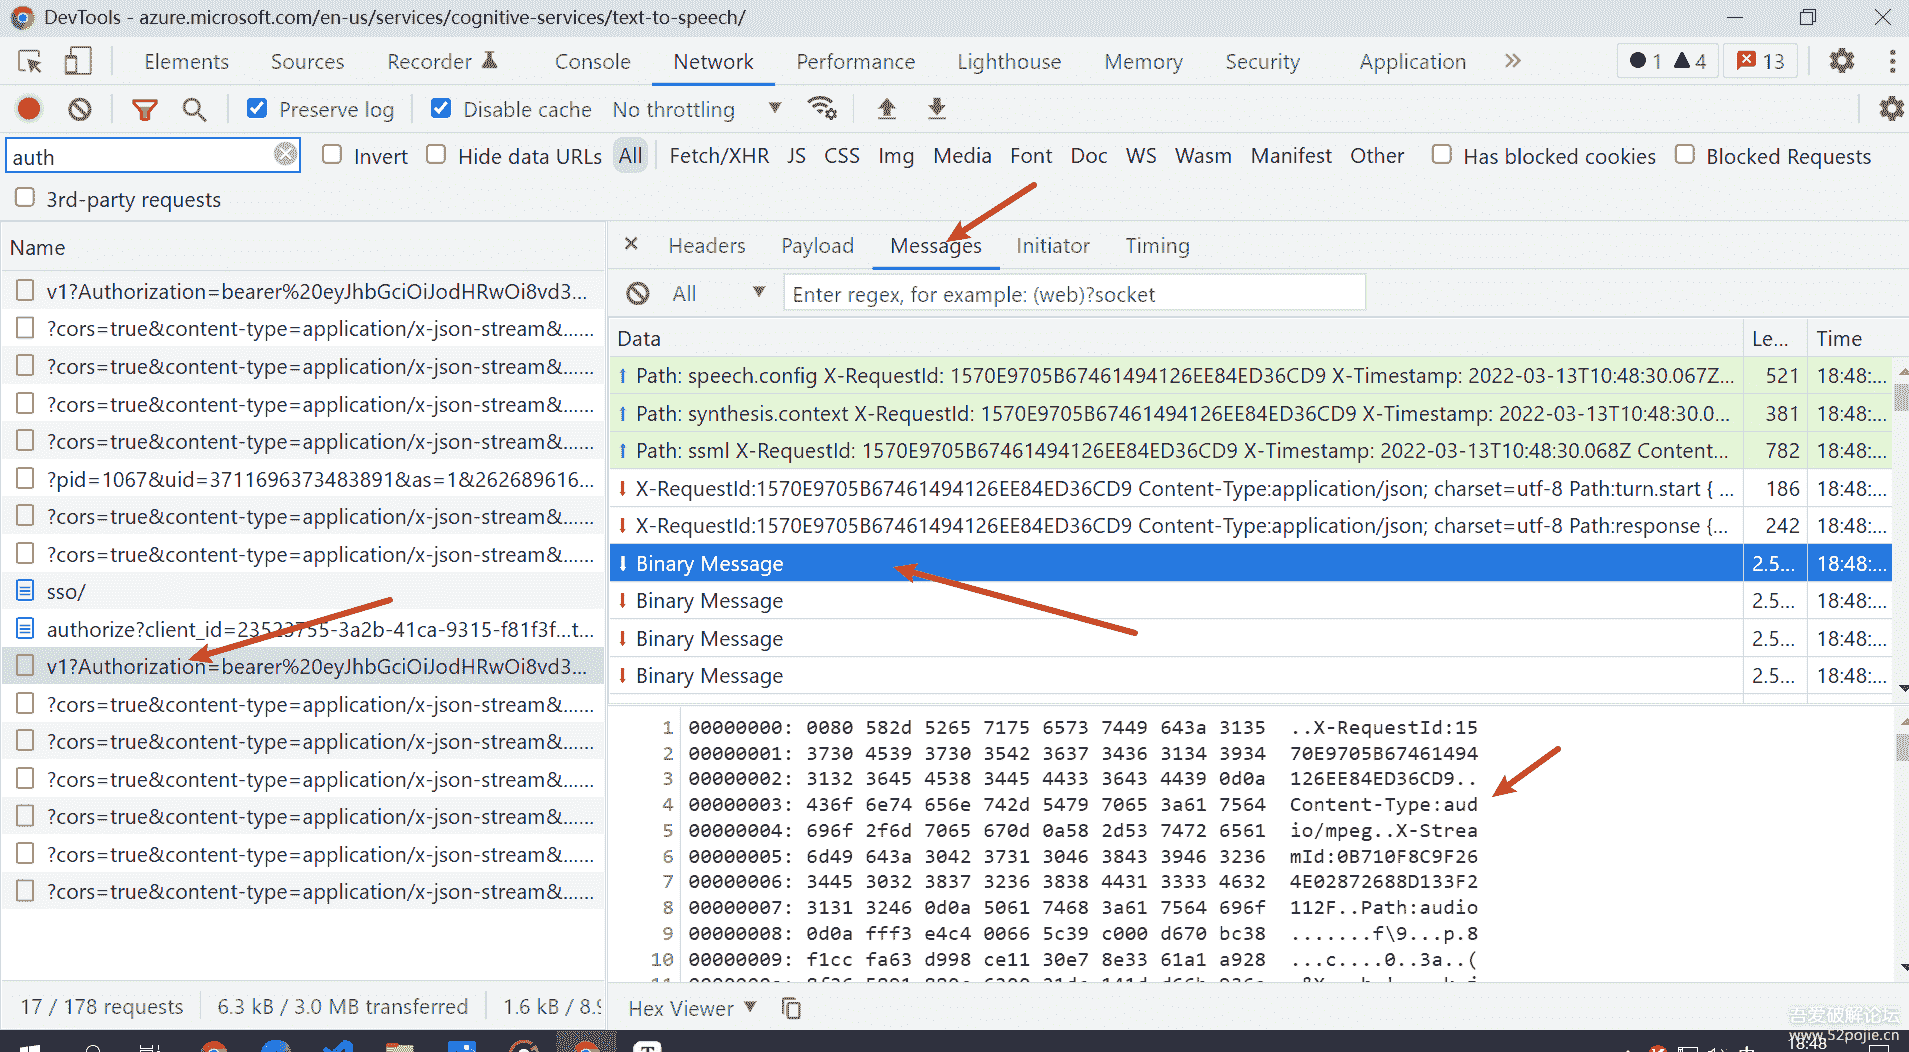 DevTools - azure.microsoft.com/en-us/services/cognitive-services/text-to-speech/
Elements Sources Recorder Console Network Performance Lighthouse Memory Security Application 1 4 13
Preserve log Disable cache No throttling
auth Invert Hide data URLs All Fetch/XHR JS CSS Img Media Font Doc WS Wasm Manifest Other Has blocked cookies Blocked Requests
3rd-party requests
Name
v1?Authorization=bearer%20eyJhbGciOiJodHRwOi8vd3...
?cors=true&content-type=application/x-json-stream&......
?cors=true&content-type=application/x-json-stream&......
?cors=true&content-type=application/x-json-stream&......
?cors=true&content-type=application/x-json-stream&......
?pid=1067&uid=3711696373483891&as=1&262689616...
?cors=true&content-type=application/x-json-stream&......
?cors=true&content-type=application/x-json-stream&......
sso/
authorize?client_id=23523755-3a2b-41ca-9315-f81f3f...t...
v1?Authorization=bearer%20eyJhbGciOiJodHRwOi8vd3...
?cors=true&content-type=application/x-json-stream&......
?cors=true&content-type=application/x-json-stream&......
?cors=true&content-type=application/x-json-stream&......
?cors=true&content-type=application/x-json-stream&......
?cors=true&content-type=application/x-json-stream&......
?cors=true&content-type=application/x-json-stream&......
17 / 178 requests 6.3 kB / 3.0 MB transferred 1.6 kB / 8.9
Headers Payload Messages Initiator Timing
All Enter regex, for example: (web)?socket
Data Le... Time
Path: speech.config X-RequestId: 1570E9705B67461494126EE84ED36CD9 X-Timestamp: 2022-03-13T10:48:30.067Z... 521 18:48:...
Path: synthesis.context X-RequestId: 1570E9705B67461494126EE84ED36CD9 X-Timestamp: 2022-03-13T10:48:30.0... 381 18:48:...
Path: ssml X-RequestId: 1570E9705B67461494126EE84ED36CD9 X-Timestamp: 2022-03-13T10:48:30.068Z Content... 782 18:48:...
X-RequestId:1570E9705B67461494126EE84ED36CD9 Content-Type:application/json; charset=utf-8 Path:turn.start { ... 186 18:48:...
X-RequestId:1570E9705B67461494126EE84ED36CD9 Content-Type:application/json; charset=utf-8 Path:response {... 242 18:48:...
Binary Message 2.5... 18:48:...
Binary Message 2.5... 18:48:...
Binary Message 2.5... 18:48:...
Binary Message 2.5... 18:48:...
1 00000000: 0080 582d 5265 7175 6573 7449 643a 3135 ..X-RequestId:15
2 00000001: 3730 4539 3730 3542 3637 3436 3134 3934 70E9705B67461494
3 00000002: 3132 3645 4538 3445 4433 3643 4439 0d0a 126EE84ED36CD9..
4 00000003: 436f 6e74 656e 742d 5479 7065 3a61 7564 Content-Type:aud
5 00000004: 696f 2f6d 7065 670d 0a58 2d53 7472 6561 io/mpeg..X-Strea
6 00000005: 6d49 643a 3042 3731 3046 3843 3946 3236 mId:0B710F8C9F26
7 00000006: 3445 3032 3837 3236 3838 4431 3333 4632 4E02872688D133F2
8 00000007: 3131 3246 0d0a 5061 7468 3a61 7564 696f 112F..Path:audio
9 00000008: 0d0a fff3 e4c4 0066 5c39 c000 d670 bc38 .......f\9...p.8
10 00000009: f1cc fa63 d998 ce11 30e7 8e33 61a1 a928 ...c....0..3a..(
Hex Viewer
吾爱破解论坛
www.52pojie.cn
18:48